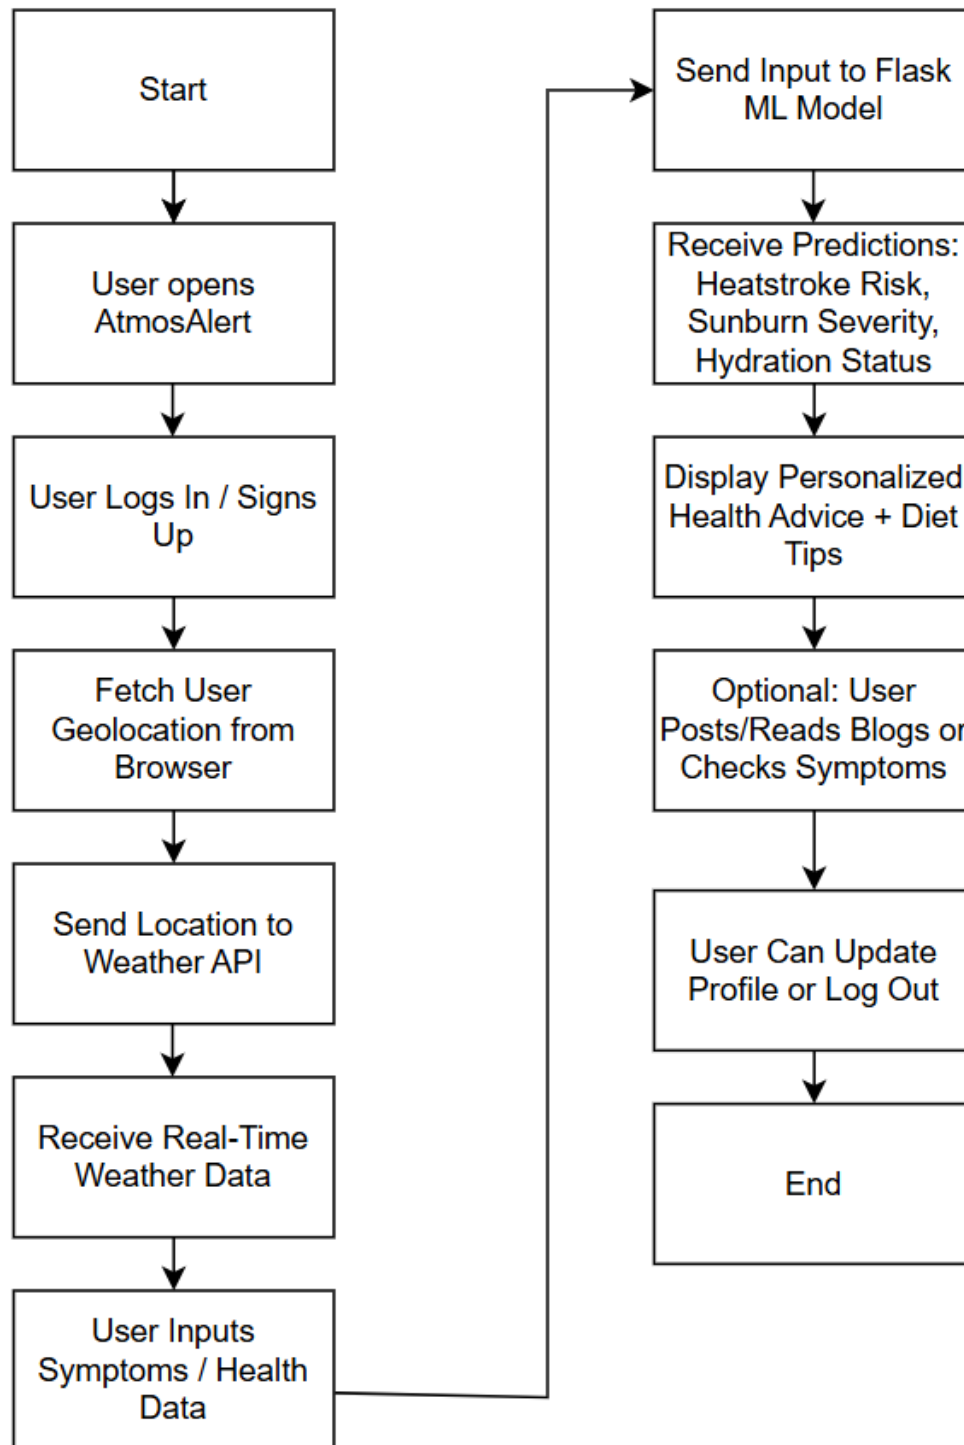 Start
User opens
AtmosAlert
User Logs In / Signs
Up
Fetch User
Geolocation from
Browser
Send Location to
Weather API
Receive Real-Time
Weather Data
User Inputs
Symptoms / Health
Data
Send Input to Flask
ML Model
Receive Predictions:
Heatstroke Risk,
Sunburn Severity,
Hydration Status
Display Personalized
Health Advice + Diet
Tips
Optional: User
Posts/Reads Blogs or
Checks Symptoms
User Can Update
Profile or Log Out
End